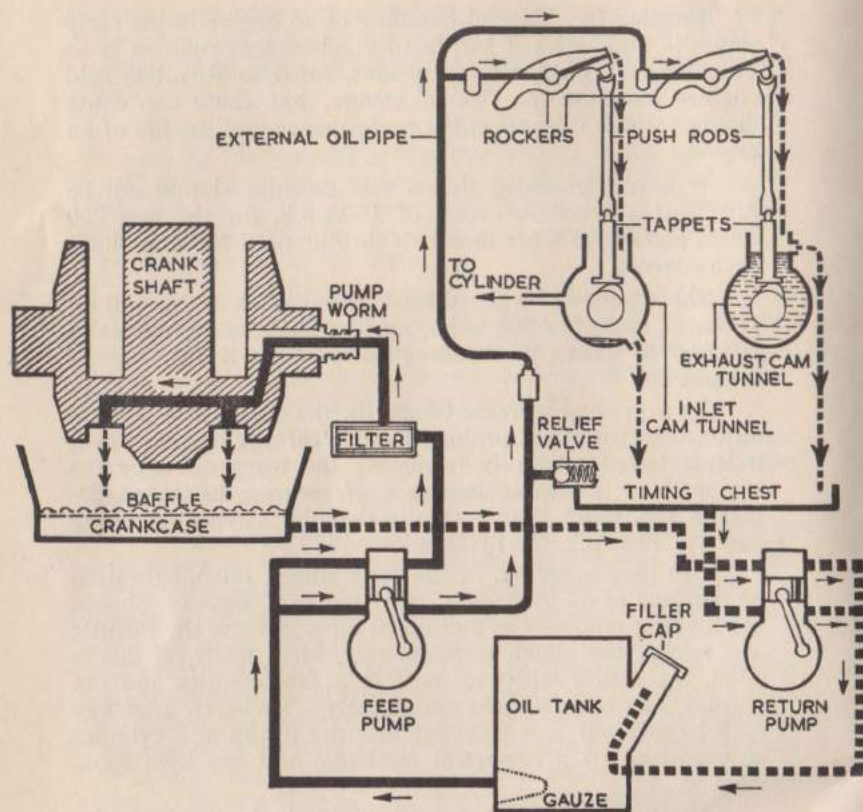 EXTERNAL OIL PIPE
ROCKERS
PUSH RODS
TAPPETS
TO
CYLINDER
CRANK
SHAFT
PUMP
WORM
EXHAUST CAM
TUNNEL
INLET
CAM TUNNEL
FILTER
RELIEF
VALVE
BAFFLE
CRANKCASE
TIMING CHEST
FILLER
CAP
FEED
PUMP
OIL TANK
GAUZE
RETURN
PUMP